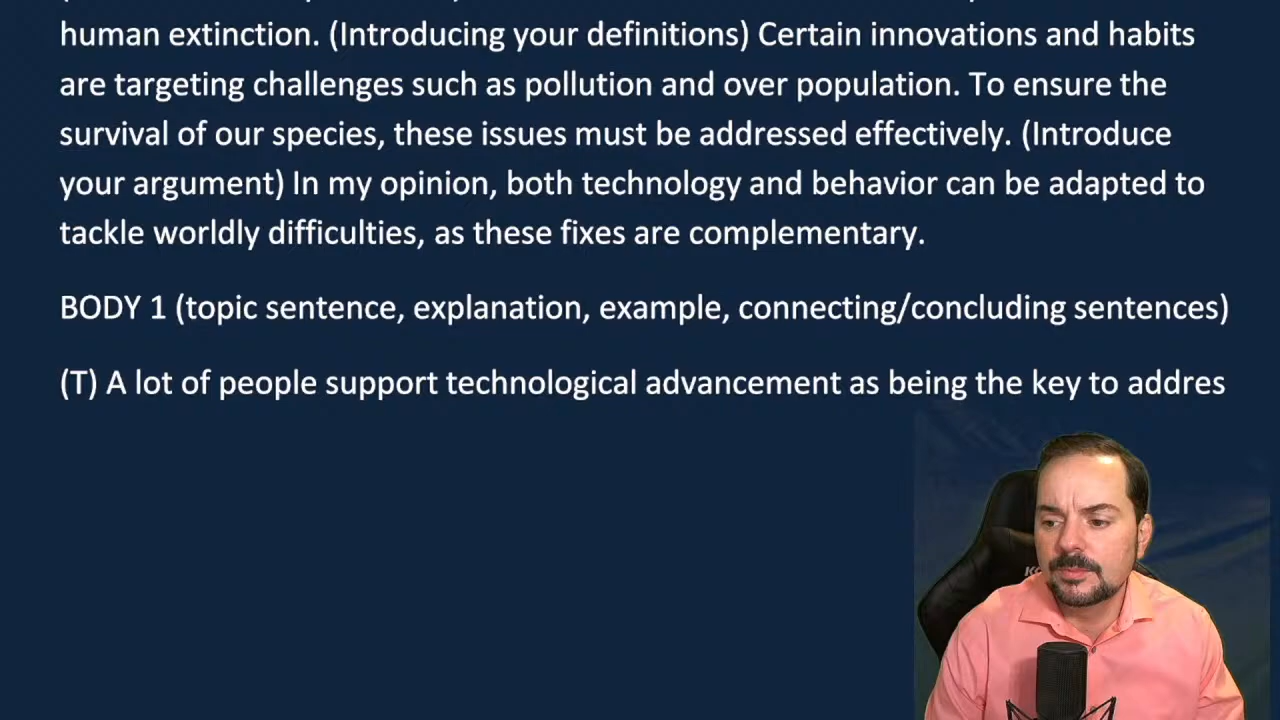 human extinction. (Introducing your definitions) Certain innovations and habits
are targeting challenges such as pollution and over population. To ensure the
survival of our species, these issues must be addressed effectively. (Introduce
your argument) In my opinion, both technology and behavior can be adapted to
tackle worldly difficulties, as these fixes are complementary.
BODY 1 (topic sentence, explanation, example, connecting/concluding sentences)
(T) A lot of people support technological advancement as being the key to addres